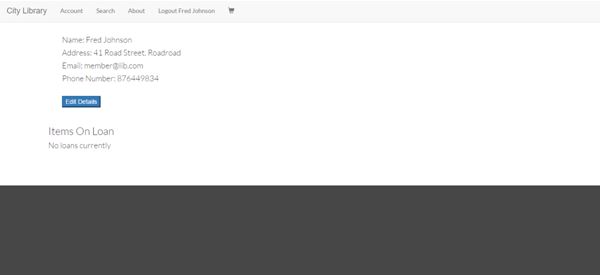 City Library Account Search About Logout Fred Johnson
Name: Fred Johnson
Address: 41 Road Street, Roadroad
Email: member@lib.com
Phone Number: 876449834
Edit Details
Items On Loan
No loans currently